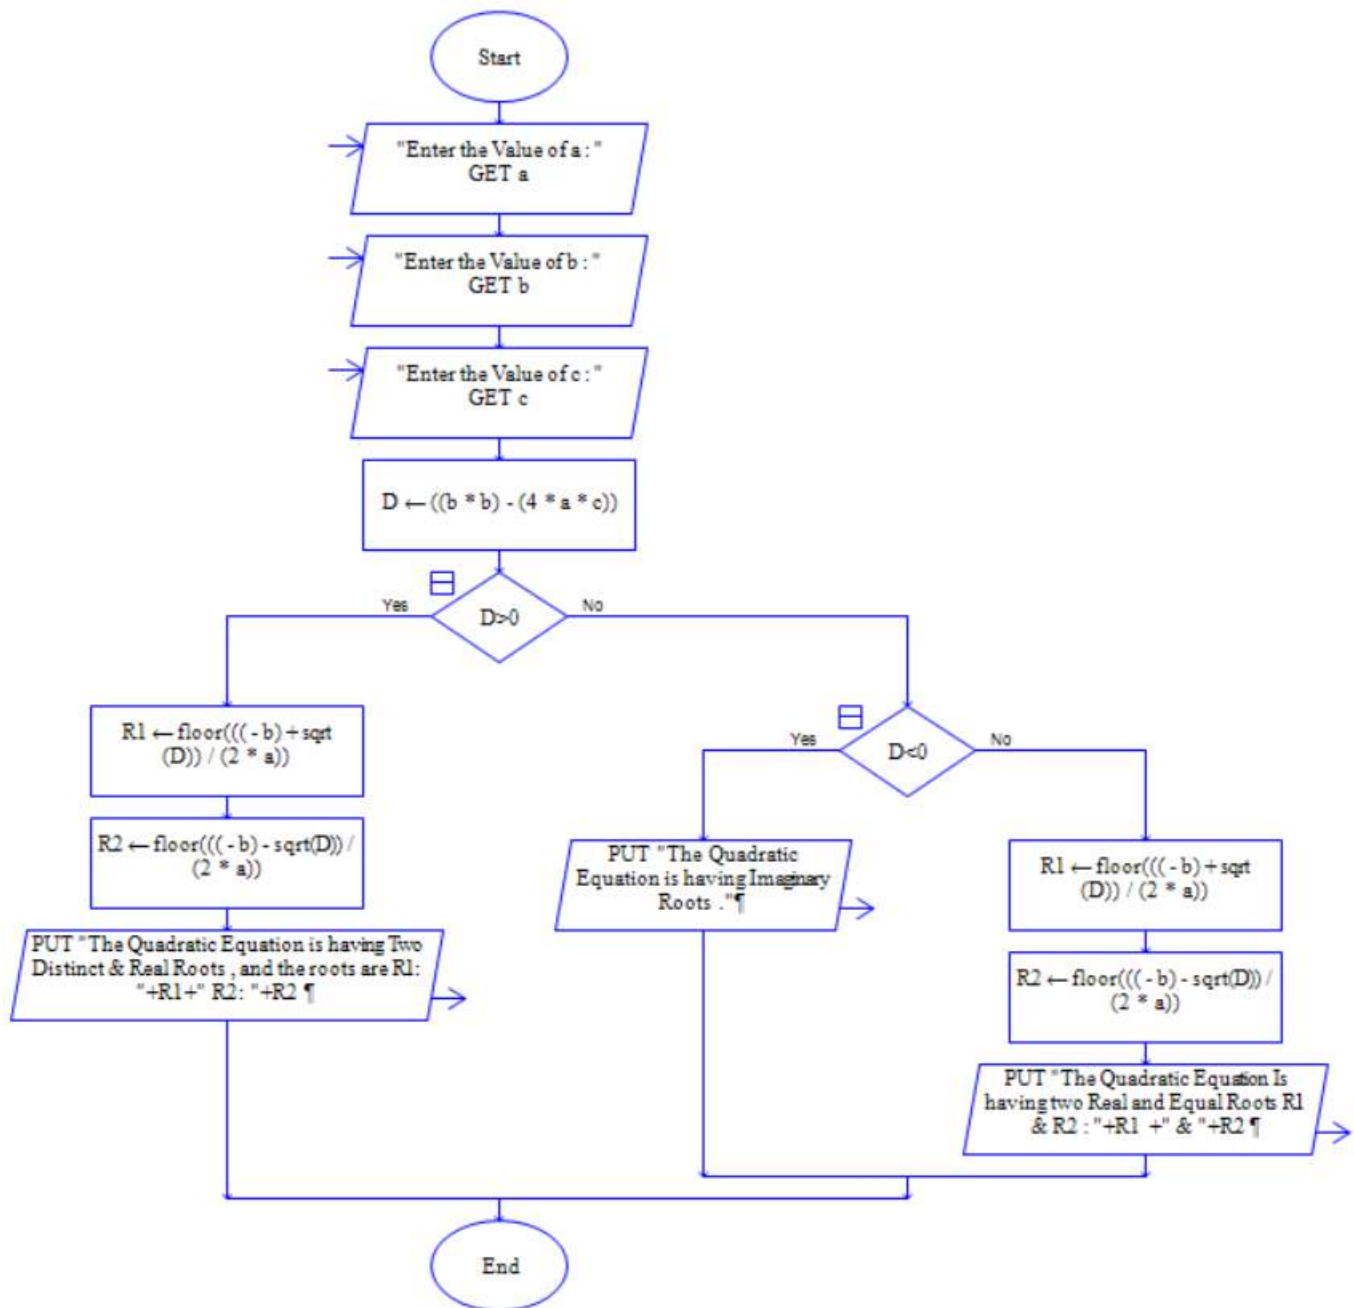 Start
"Enter the Value of a : "
GET a
"Enter the Value of b : "
GET b
"Enter the Value of c : "
GET c
D ← ((b * b) - (4 * a * c))
Yes
D>0
No
R1 ← floor((( - b) + sqrt
(D)) / (2 * a))
R2 ← floor((( - b) - sqrt(D)) /
(2 * a))
PUT "The Quadratic Equation is having Two
Distinct & Real Roots , and the roots are R1:
"+R1+" R2: "+R2 ¶
Yes
D<0
No
PUT "The Quadratic
Equation is having Imaginary
Roots ."¶
R1 ← floor((( - b) + sqrt
(D)) / (2 * a))
R2 ← floor((( - b) - sqrt(D)) /
(2 * a))
PUT "The Quadratic Equation Is
having two Real and Equal Roots R1
& R2 : "+R1 +" & "+R2 ¶
End